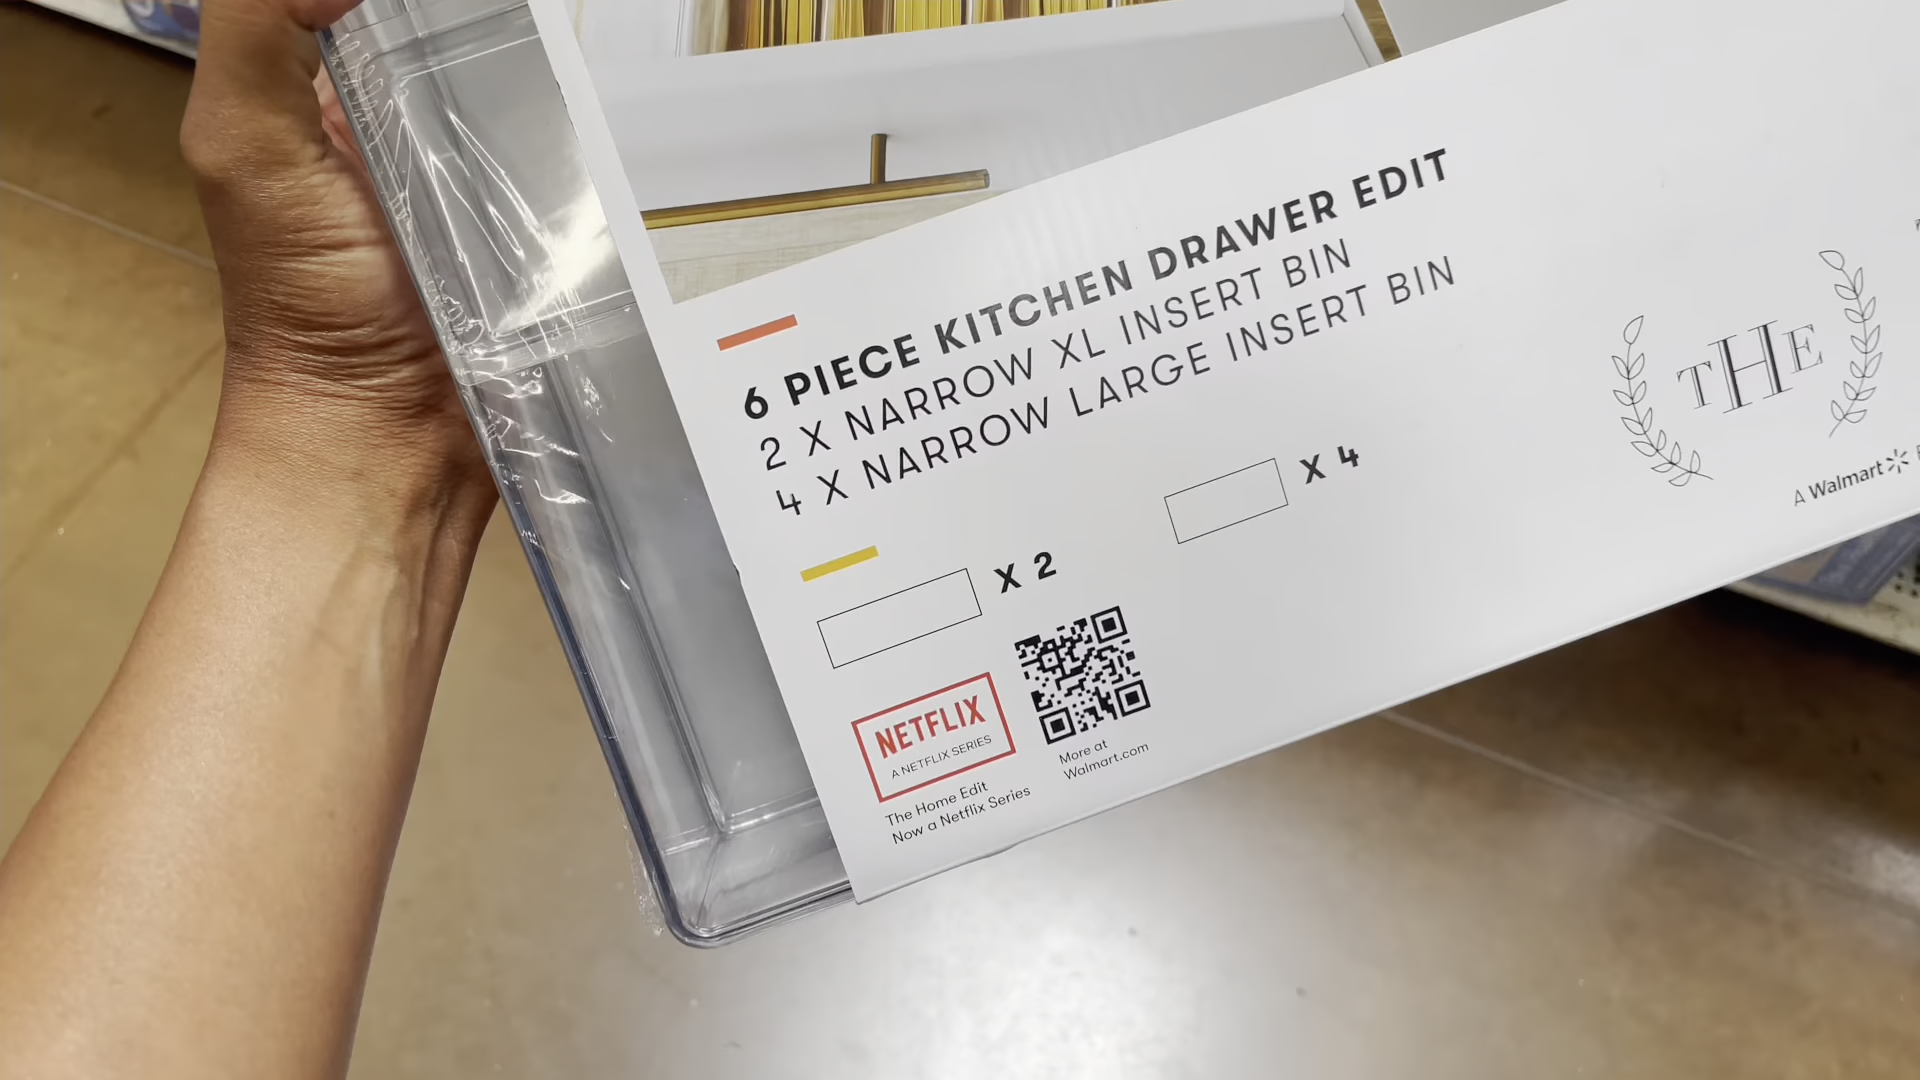 6 PIECE KITCHEN DRAWER EDIT
2 X NARROW XL INSERT BIN
4 X NARROW LARGE INSERT BIN
X 2
X 4
NETFLIX
A NETFLIX SERIES
The Home Edit
Now a Netflix Series
More at
Walmart.com
THE
A Walmart